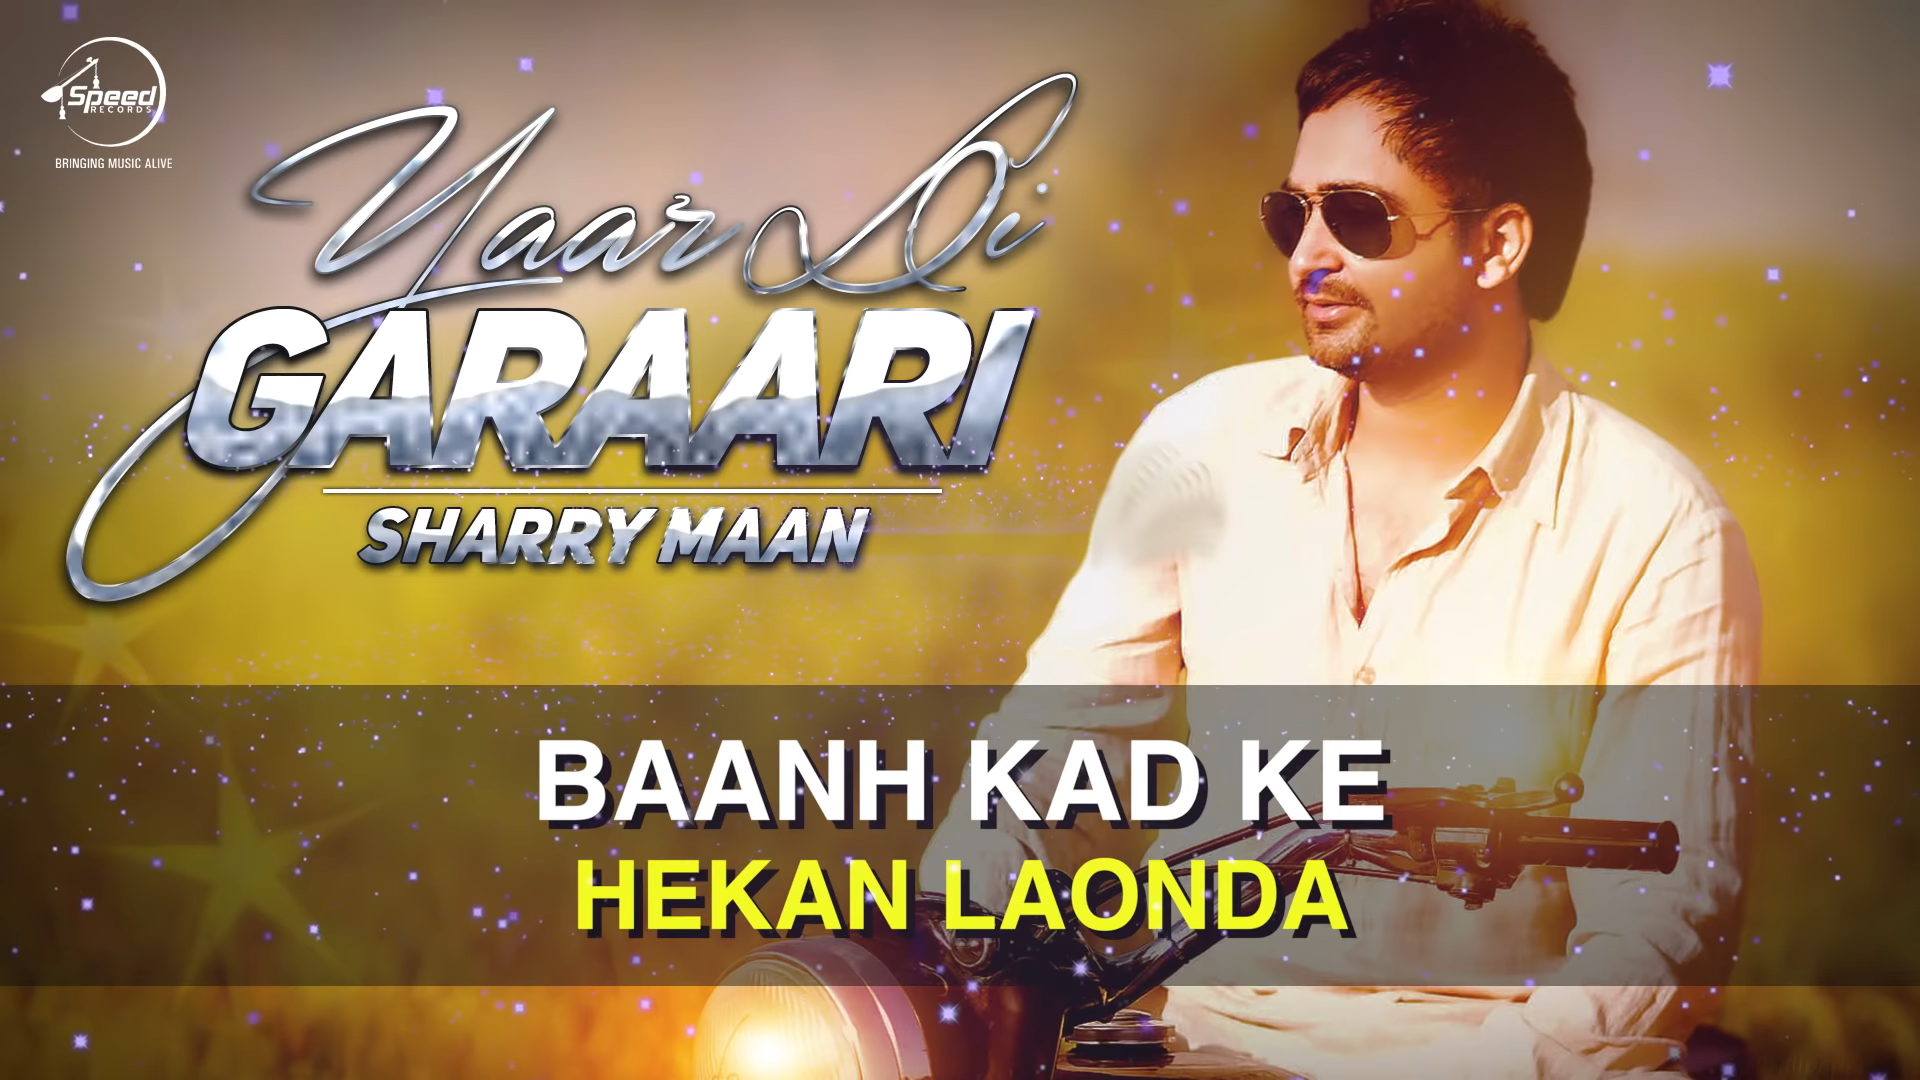 Speed
RECORDS
BRINGING MUSIC ALIVE
Yaar Di
GARAARI
SHARRY MAAN
BAANH KAD KE
HEKAN LAONDA